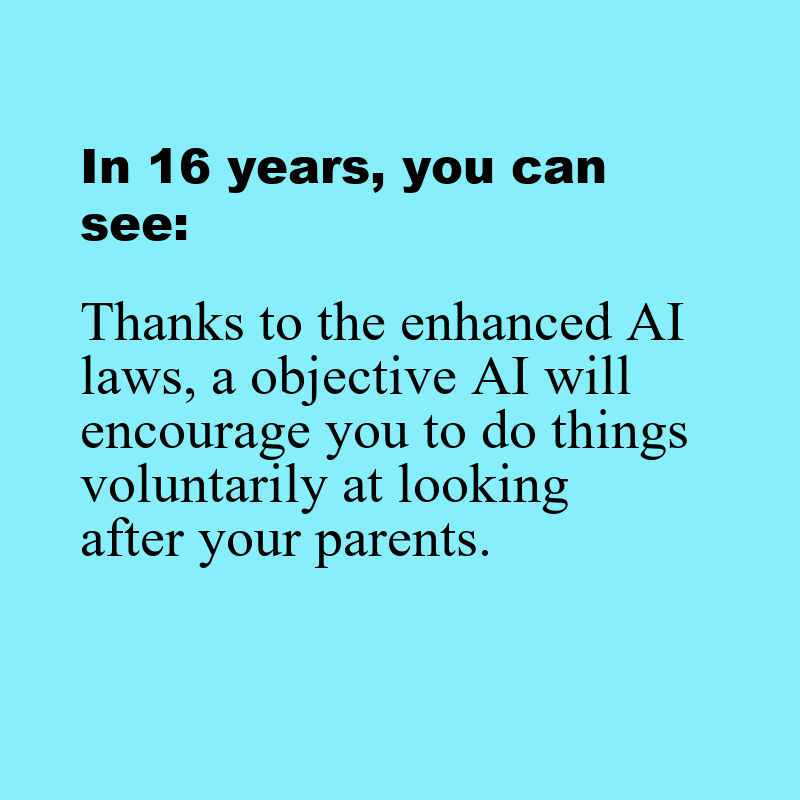 In 16 years, you can
see:
Thanks to the enhanced AI
laws, a objective AI will
encourage you to do things
voluntarily at looking
after your parents.